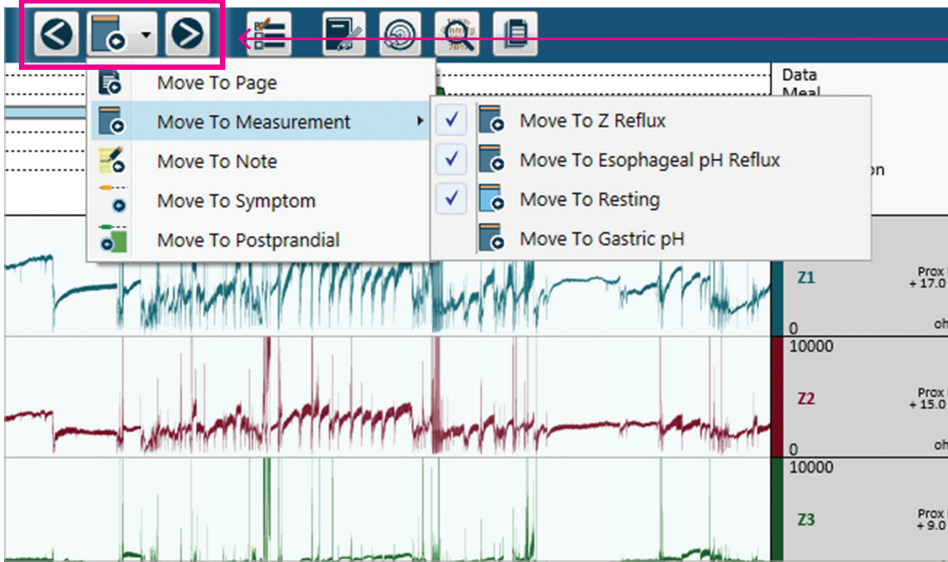 Data
Meal
Move To Page
Move To Measurement
Move To Note
Move To Symptom
Move To Postprandial
Move To Z Reflux
Move To Esophageal pH Reflux
Move To Resting
Move To Gastric pH
Z1
Prox
+ 17.0
0
oh
10000
Z2
Prox
+ 15.0
0
oh
10000
Z3
Prox
+ 9.0